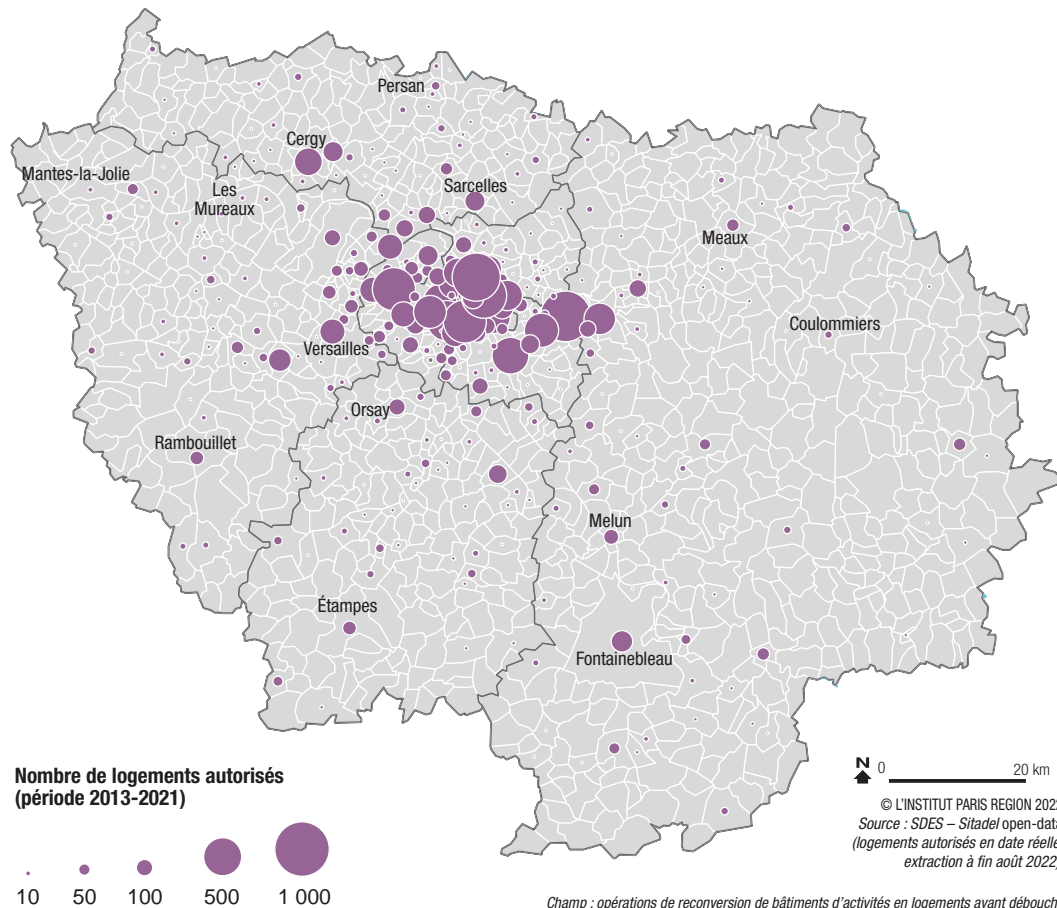 Persan
Cergy
Mantes-la-Jolie
Les
Mureaux
Sarcelles
Meaux
Coulommiers
Versailles
Orsay
Rambouillet
Melun
Étampes
Fontainebleau
Nombre de logements autorisés
(période 2013-2021)
10 50 100 500 1 000
N 0 20 km
© L'INSTITUT PARIS REGION 2022
Source : SDES – Sitadel open-data
(logements autorisés en date réelle,
extraction à fin août 2022)
Champ : opérations de reconversion de bâtiments d'activités en logements ayant débouch